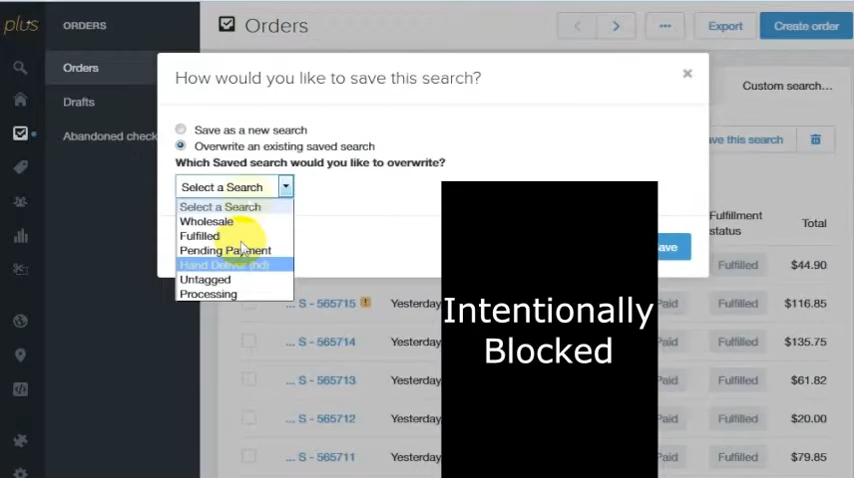 plus
ORDERS
Orders
... Export Create order
Orders
Drafts
Abandoned check
How would you like to save this search?
×
Custom search...
Save as a new search
Overwrite an existing saved search
Which Saved search would you like to overwrite?
ve this search
Select a Search
Select a Search
Wholesale
Fulfilled
Pending Payment
Hand Deliver (hd)
Untagged
Processing
ave
Fulfillment
status
Total
Fulfilled $44.90
... S - 565715 ! Yesterday Paid Fulfilled $116.85
... S - 565714 Yesterday Paid Fulfilled $135.75
... S - 565713 Yesterday Paid Fulfilled $61.82
... S - 565712 Yesterday Paid Fulfilled $20.00
... S - 565711 Yesterday Paid Fulfilled $79.85
Intentionally
Blocked